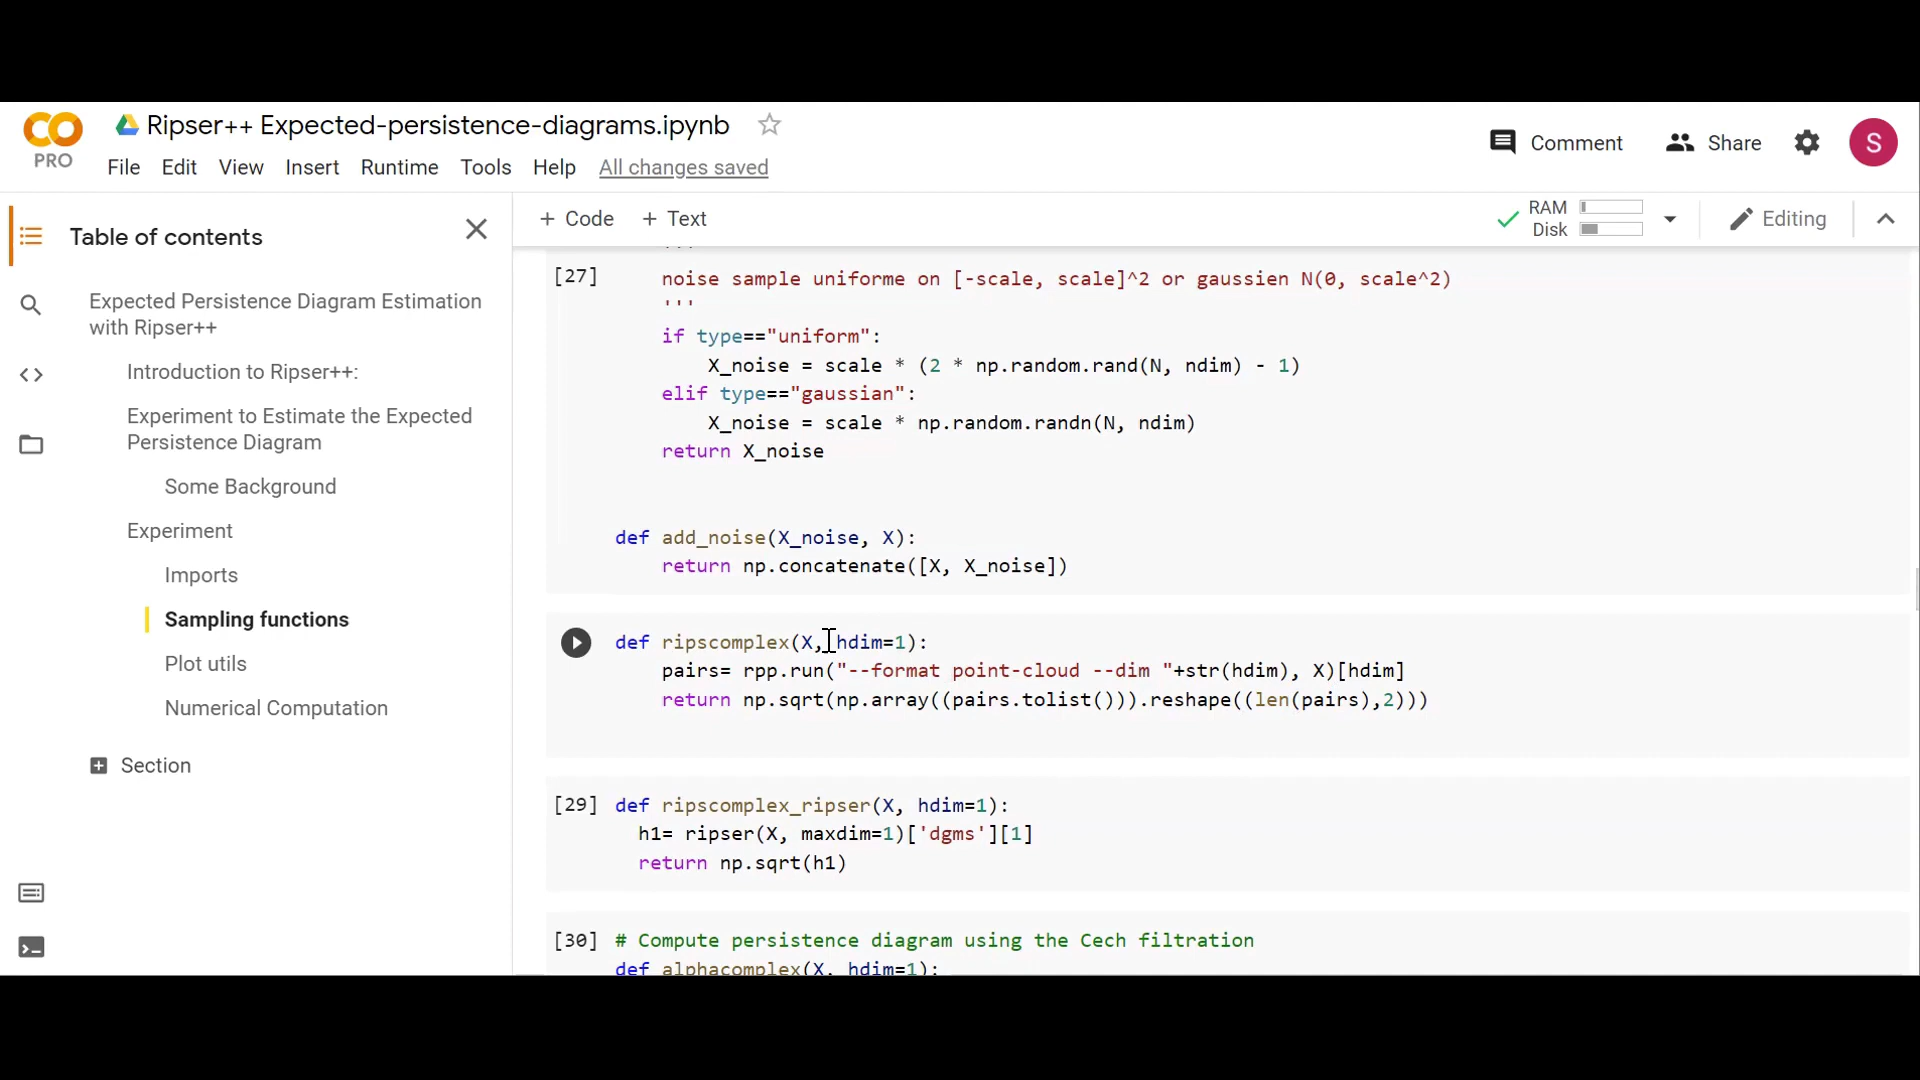 Ripser++ Expected-persistence-diagrams.ipynb
PRO
File Edit View Insert Runtime Tools Help All changes saved
Comment
Share
S
Table of contents
+ Code + Text
RAM
Disk
Editing
Expected Persistence Diagram Estimation
with Ripser++
Introduction to Ripser++:
Experiment to Estimate the Expected
Persistence Diagram
Some Background
Experiment
Imports
Sampling functions
Plot utils
Numerical Computation
Section
'''
[27] noise sample uniforme on [-scale, scale]^2 or gaussien N(0, scale^2)
'''
if type=="uniform":
X_noise = scale * (2 * np.random.rand(N, ndim) - 1)
elif type=="gaussian":
X_noise = scale * np.random.randn(N, ndim)
return X_noise
def add_noise(X_noise, X):
return np.concatenate([X, X_noise])
def ripscomplex(X, hdim=1):
pairs= rpp.run("--format point-cloud --dim "+str(hdim), X)[hdim]
return np.sqrt(np.array((pairs.tolist())).reshape((len(pairs),2)))
[29] def ripscomplex_ripser(X, hdim=1):
h1= ripser(X, maxdim=1)['dgms'][1]
return np.sqrt(h1)
[30] # Compute persistence diagram using the Cech filtration
def alphacomplex(X, hdim=1):